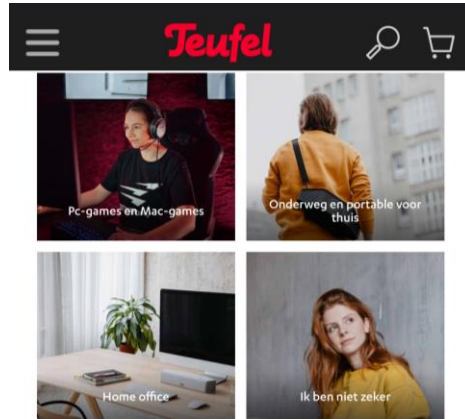 Teufel
Pc-games en Mac-games
Onderweg en portable voor
thuis
Home office
Ik ben niet zeker